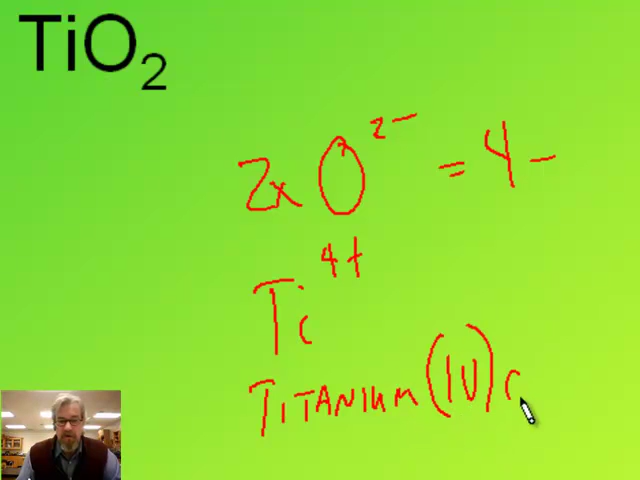 TiO₂
2x O²⁻ = 4-
Ti⁴⁺
TITANIUM (IV)